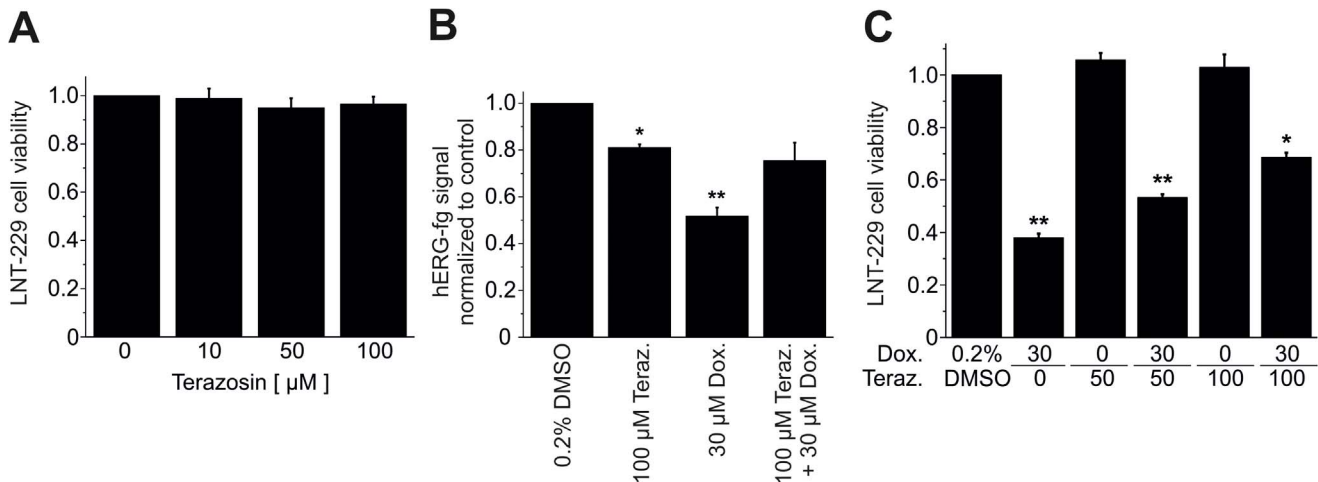 A
LNT-229 cell viability
1.0
0.8
0.6
0.4
0.2
0
0 10 50 100
Terazosin [ µM ]
B
hERG-fg signal
normalized to control
1.0
0.8
0.6
0.4
0.2
0
*
**
0.2% DMSO
100 µM Teraz.
30 µM Dox.
100 µM Teraz.
+ 30 µM Dox.
C
LNT-229 cell viability
1.0
0.8
0.6
0.4
0.2
0
**
**
*
Dox. 0.2% 30 0 30 0 30
Teraz. DMSO 0 50 50 100 100